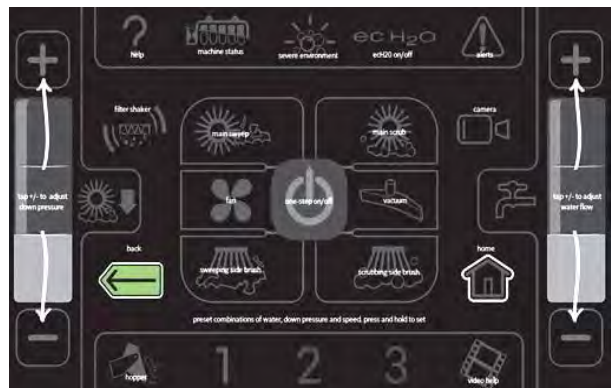 help
machine status
severe environment
ec H2O
ecH20 on/off
alerts
filter shaker
main sweep
main scrub
camera
tap +/- to adjust
down pressure
fan
one-step on/off
vacuum
tap +/- to adjust
water flow
back
sweeping side brush
scrubbing side brush
home
preset combinations of water, down pressure and speed. press and hold to set
hopper
1
2
3
video help